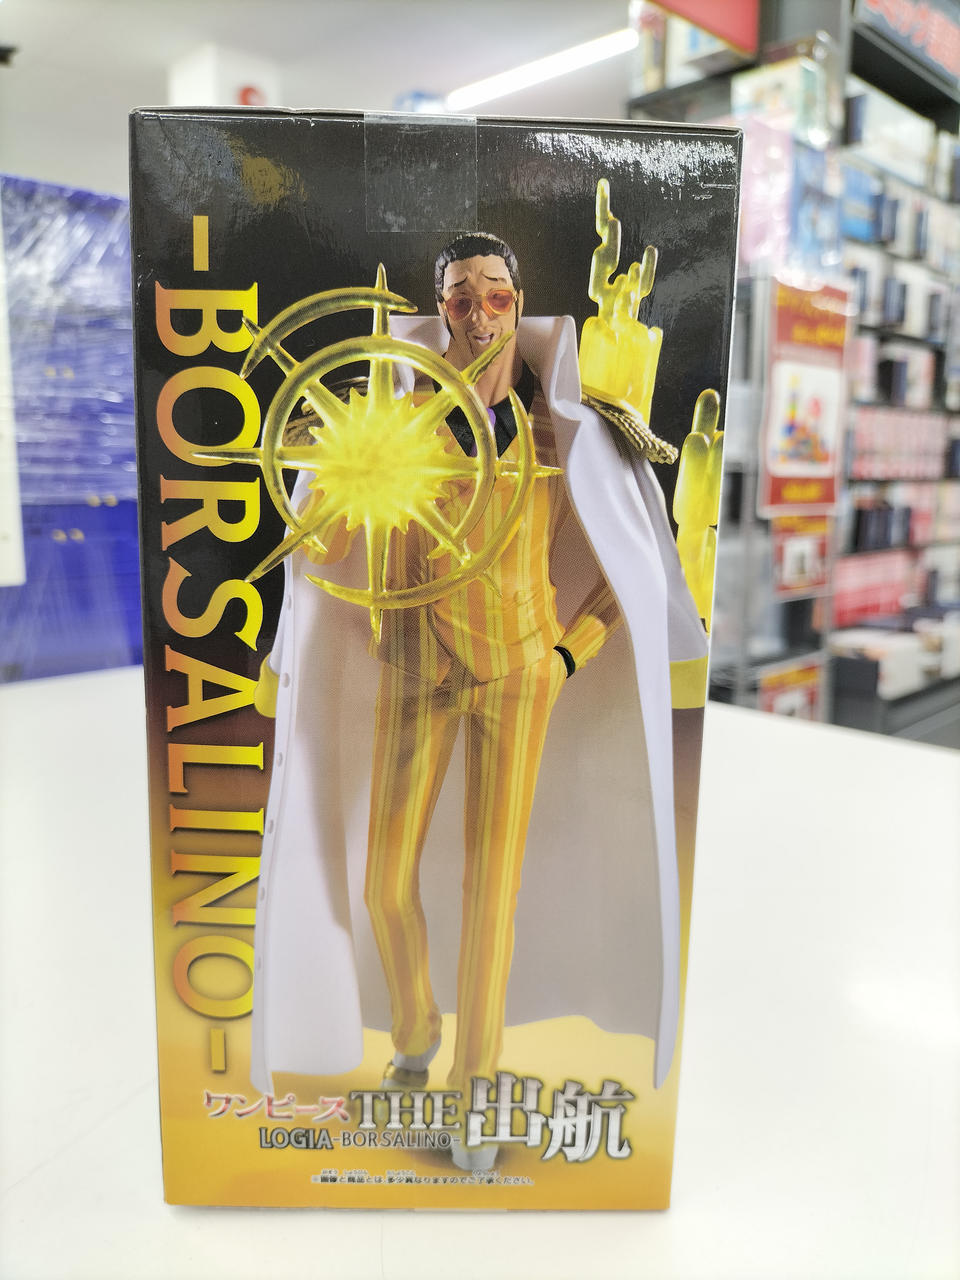 -BORSALINO-
ワンピース THE 出航
LOGIA-BORSALINO-
※画像と商品とは、多少異なりますのでご了承ください。